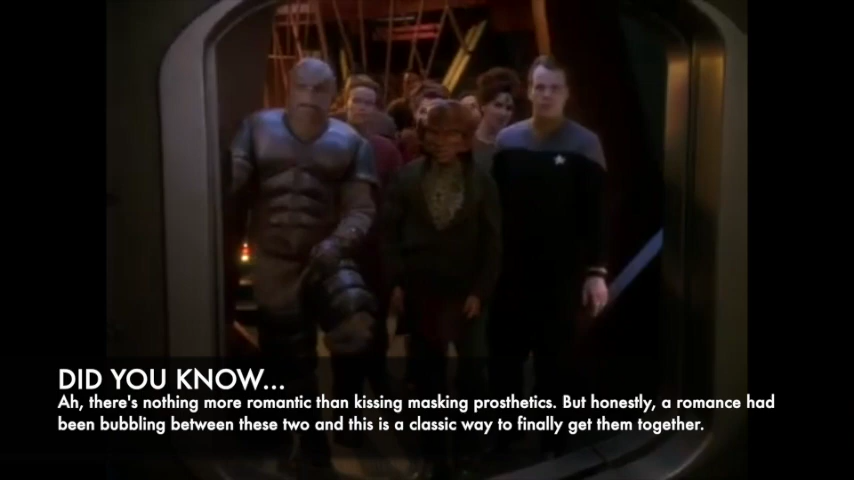 DID YOU KNOW...
Ah, there's nothing more romantic than kissing masking prosthetics. But honestly, a romance had
been bubbling between these two and this is a classic way to finally get them together.